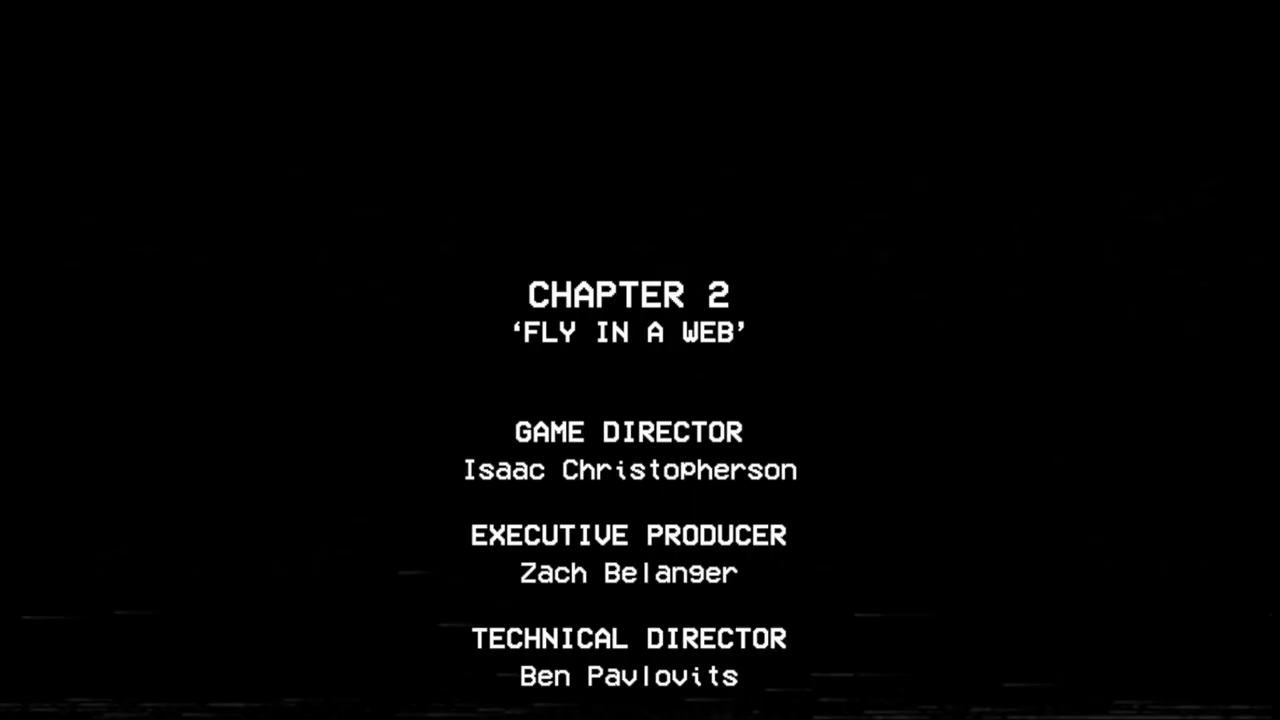 CHAPTER 2
‘FLY IN A WEB’
GAME DIRECTOR
Isaac Christopherson
EXECUTIVE PRODUCER
Zach Belanger
TECHNICAL DIRECTOR
Ben Pavlovits